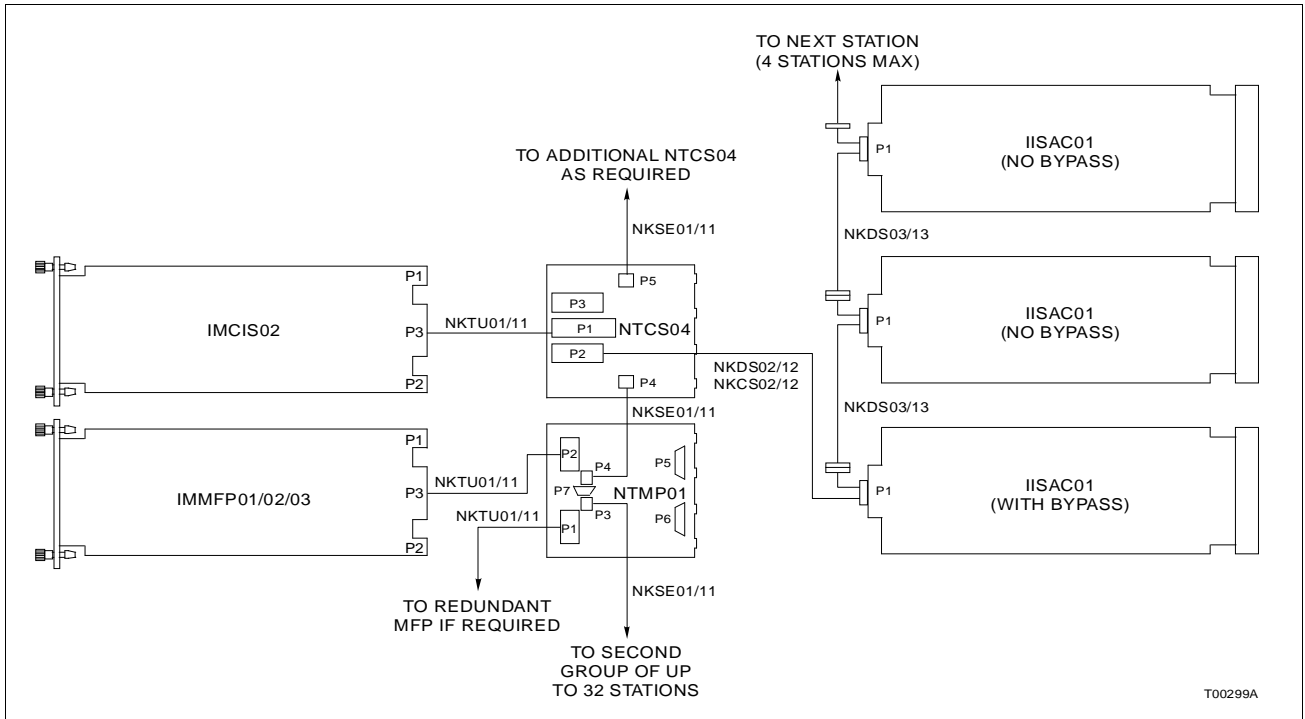 TO NEXT STATION
(4 STATIONS MAX)
P1
IISAC01
(NO BYPASS)
TO ADDITIONAL NTCS04
AS REQUIRED
NKSE01/11
NKDS03/13
P1
P3
P2
IMCIS02
NKTU01/11
P5
P3
P1
NTCS04
P2
P4
P1
IISAC01
(NO BYPASS)
NKDS02/12
NKCS02/12
NKDS03/13
NKSE01/11
P1
P3
P2
IMMFP01/02/03
NKTU01/11
NKTU01/11
P2
P4
P5
P7
NTMP01
P3
P1
P6
P1
IISAC01
(WITH BYPASS)
NKSE01/11
TO REDUNDANT
MFP IF REQUIRED
TO SECOND
GROUP OF UP
TO 32 STATIONS
T00299A